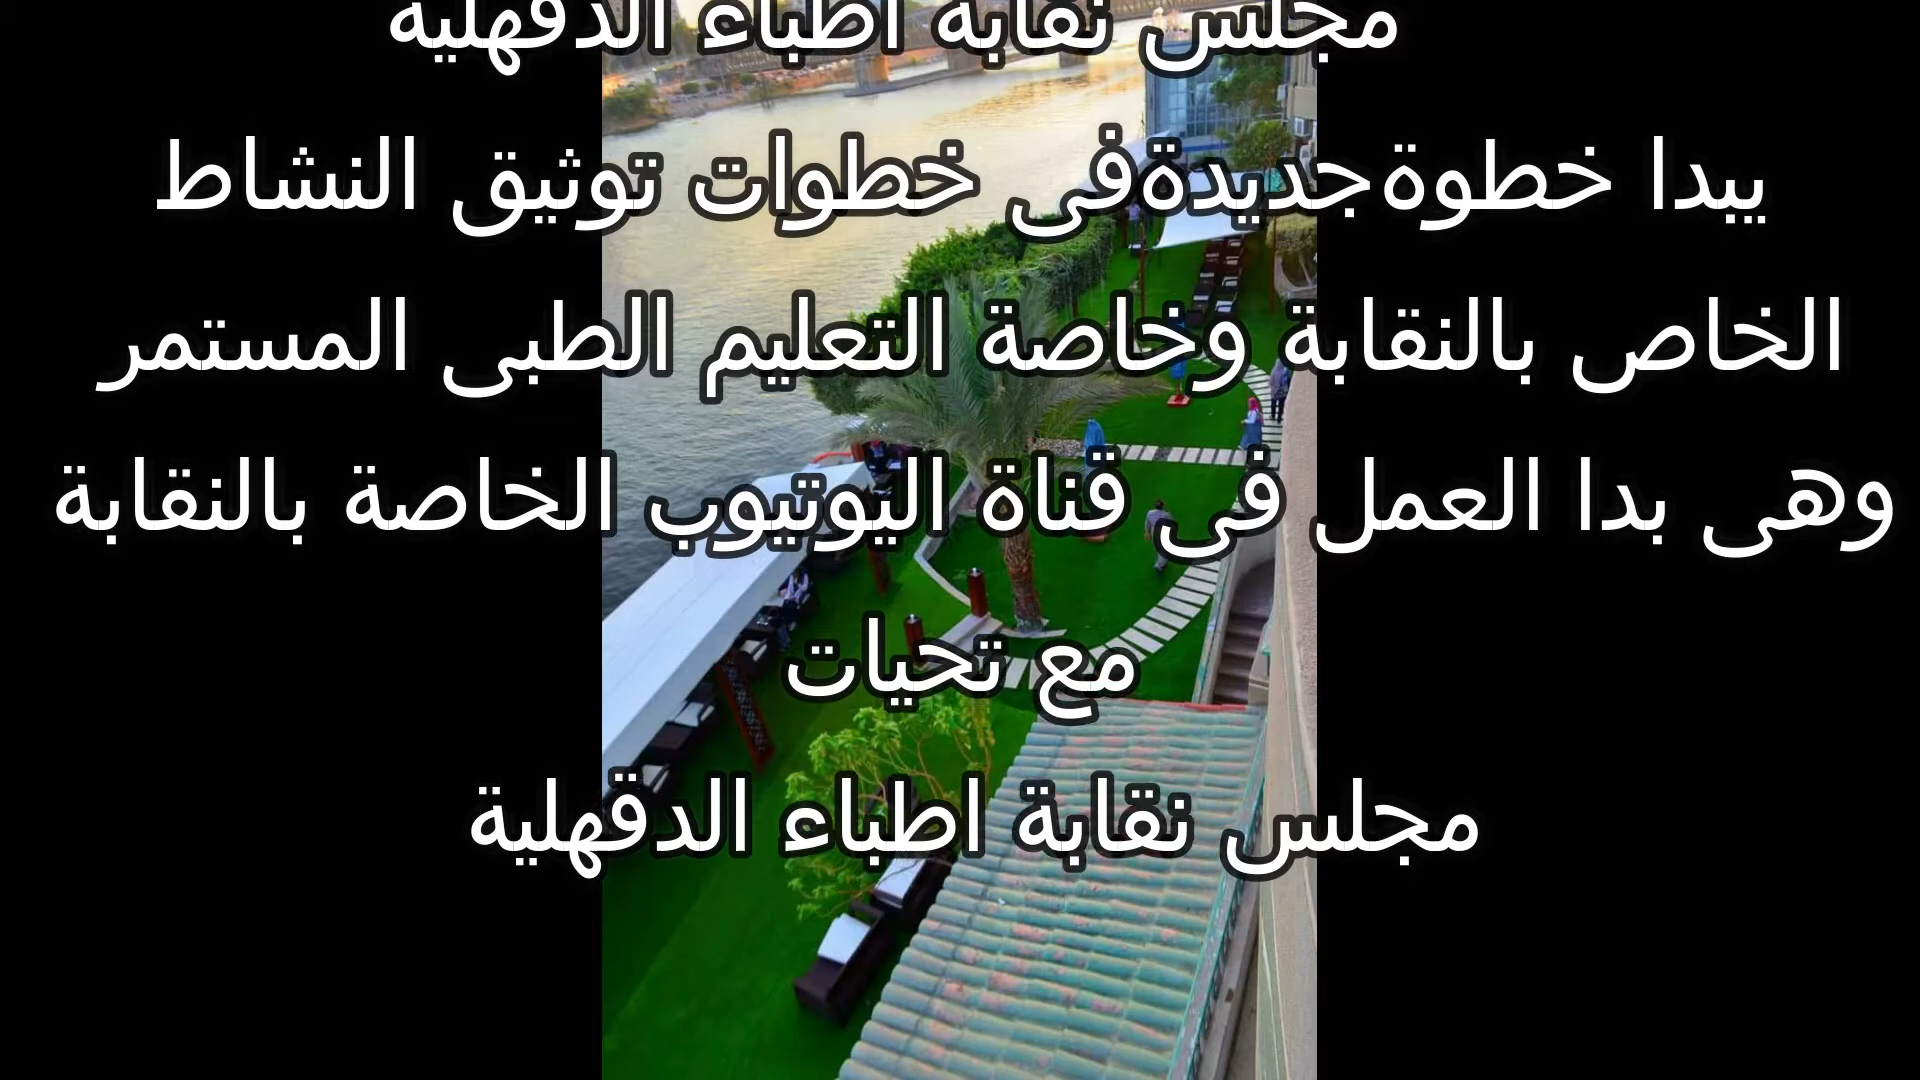 مجلس نقابة اطباء الدقهلية
يبدا خطوةجديدةفى خطوات توثيق النشاط
الخاص بالنقابة وخاصة التعليم الطبى المستمر
وهى بدا العمل فى قناة اليوتيوب الخاصة بالنقابة
مع تحيات
مجلس نقابة اطباء الدقهلية